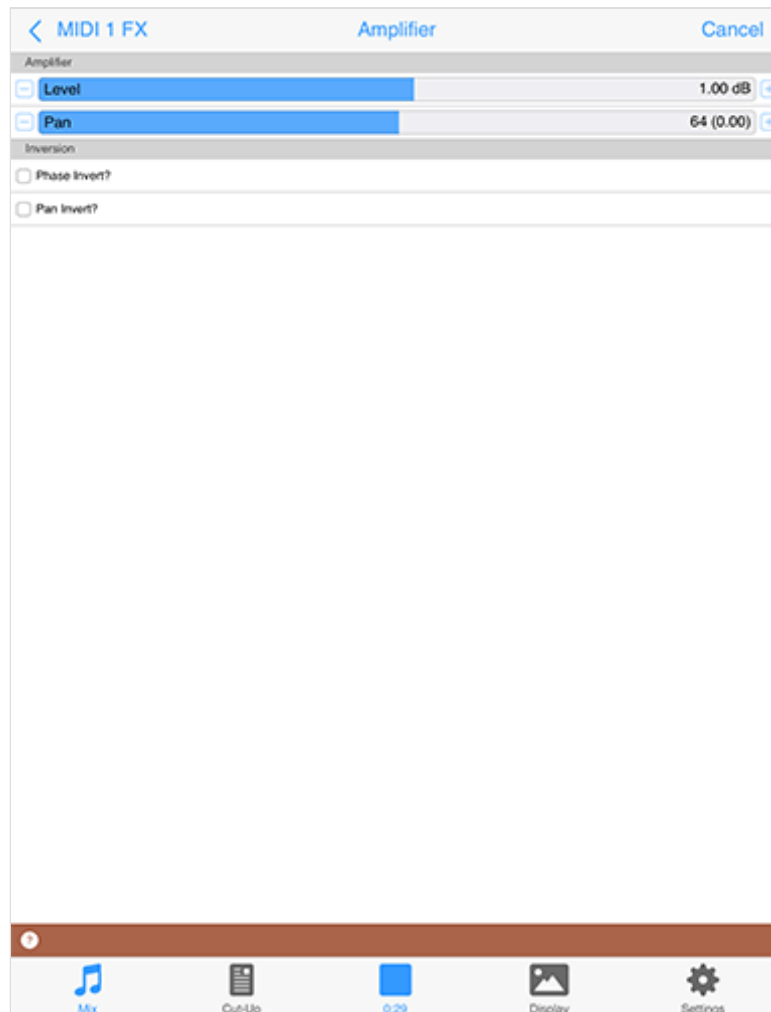 MIDI 1 FX Amplifier Cancel
Amplifier
Level 1.00 dB
Pan 64 (0.00)
Inversion
Phase Invert?
Pan Invert?
?
Mix Cut-Up 0:29 Display Settings